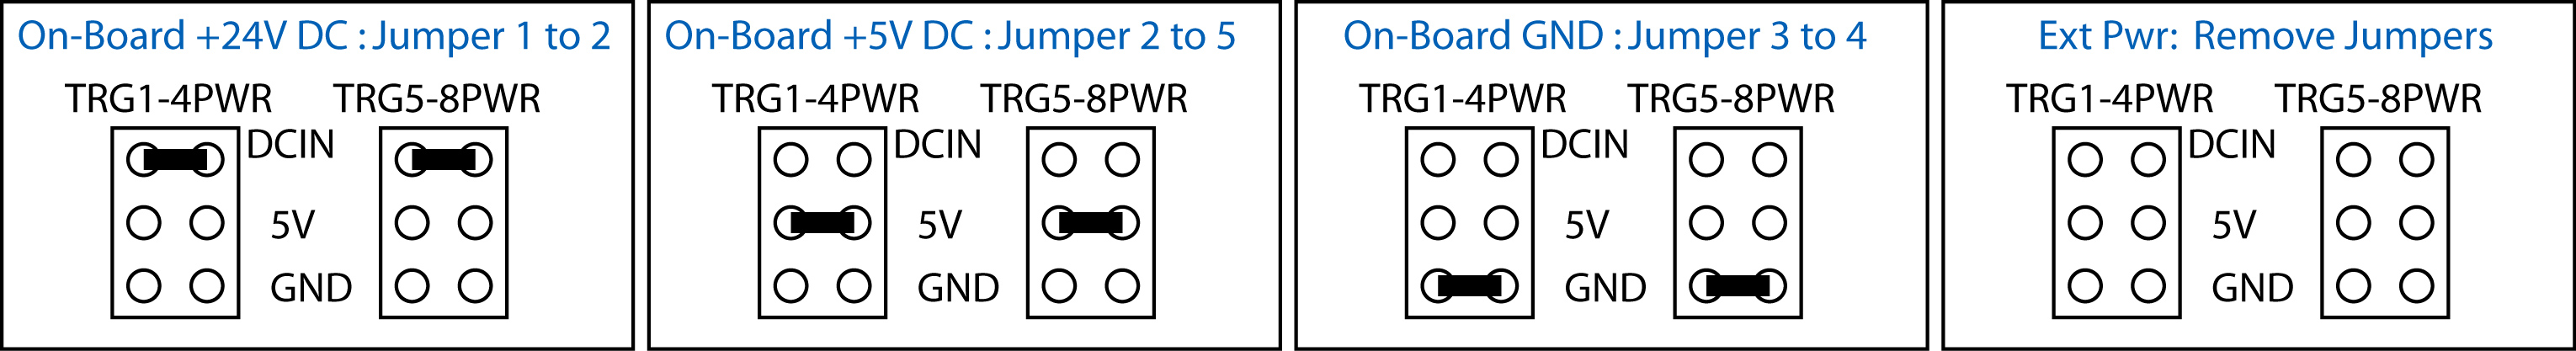 On-Board +24V DC : Jumper 1 to 2
TRG1-4PWR TRG5-8PWR
DCIN
5V
GND
On-Board +5V DC : Jumper 2 to 5
TRG1-4PWR TRG5-8PWR
DCIN
5V
GND
On-Board GND : Jumper 3 to 4
TRG1-4PWR TRG5-8PWR
DCIN
5V
GND
Ext Pwr: Remove Jumpers
TRG1-4PWR TRG5-8PWR
DCIN
5V
GND